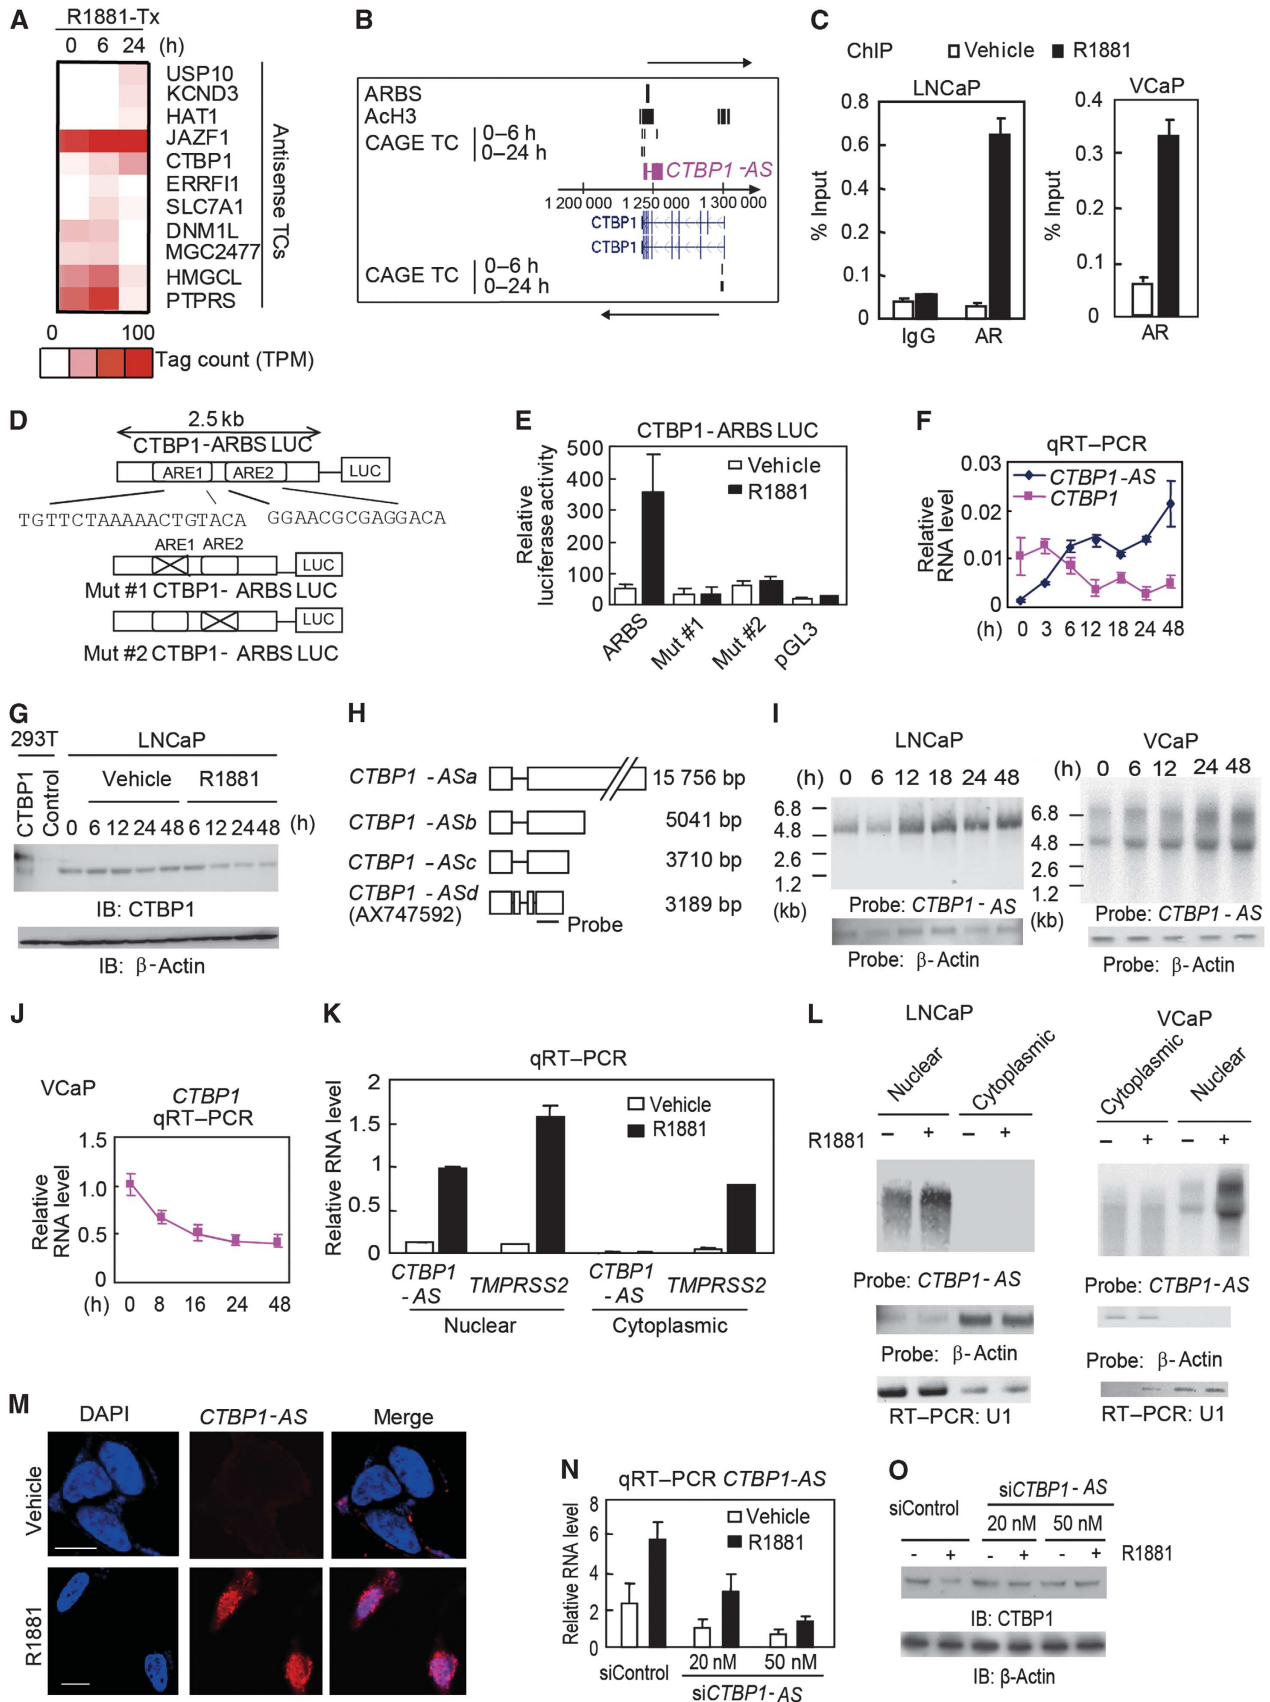 A
R1881-Tx
0 6 24 (h)
USP10
KCND3
HAT1
JAZF1
CTBP1
ERRFI1
SLC7A1
DNM1L
MGC2477
HMGCL
PTPRS
Antisense TCs
0 100
Tag count (TPM)
B
ARBS
AcH3
CAGE TC
0–6 h
0–24 h
CTBP1-AS
1 200 000 1 250 000 1 300 000
CTBP1
CTBP1
CAGE TC
0–6 h
0–24 h
C
ChIP Vehicle R1881
LNCaP
% Input
0.8
0.6
0.4
0.2
0.1
0
IgG AR
VCaP
% Input
0.4
0.3
0.2
0.1
0
AR
D
2.5 kb
CTBP1-ARBS LUC
ARE1 ARE2 LUC
TGTTCTAAAAACTGTACA GGAACGCGAGGACA
ARE1 ARE2
LUC
Mut #1 CTBP1- ARBS LUC
LUC
Mut #2 CTBP1- ARBS LUC
E
CTBP1-ARBS LUC
Relative luciferase activity
500
400
300
200
100
0
Vehicle
R1881
ARBS Mut #1 Mut #2 pGL3
F
qRT–PCR
Relative RNA level
0.03
0.02
0.01
0
CTBP1-AS
CTBP1
(h) 0 3 6 12 18 24 48
G
293T LNCaP
CTBP1 Control
Vehicle R1881
0 6 12 24 48 6 12 24 48 (h)
IB: CTBP1
IB: β-Actin
H
CTBP1 - ASa 15 756 bp
CTBP1 - ASb 5041 bp
CTBP1 - ASc 3710 bp
CTBP1 - ASd 3189 bp
(AX747592)
Probe
I
LNCaP
(h) 0 6 12 18 24 48
6.8
4.8
2.6
1.2
(kb)
Probe: CTBP1 - AS
Probe: β-Actin
VCaP
(h) 0 6 12 24 48
6.8
4.8
2.6
1.2
(kb)
Probe: CTBP1 - AS
Probe: β-Actin
J
VCaP
CTBP1
qRT–PCR
Relative RNA level
1.5
1.0
0.5
0
(h) 0 8 16 24 48
K
qRT–PCR
Relative RNA level
2
1.5
1
0.5
0
Vehicle
R1881
CTBP1 -AS TMPRSS2 CTBP1 -AS TMPRSS2
Nuclear Cytoplasmic
L
LNCaP
Nuclear Cytoplasmic
R1881 – + – +
Probe: CTBP1-AS
Probe: β-Actin
RT–PCR: U1
VCaP
Cytoplasmic Nuclear
– + – +
Probe: CTBP1-AS
Probe: β-Actin
RT–PCR: U1
M
DAPI CTBP1-AS Merge
Vehicle
R1881
N
qRT–PCR CTBP1-AS
Relative RNA level
8
6
4
2
0
Vehicle
R1881
siControl 20 nM 50 nM
siCTBP1-AS
O
siControl siCTBP1- AS
20 nM 50 nM
- + - + - + R1881
IB: CTBP1
IB: β-Actin